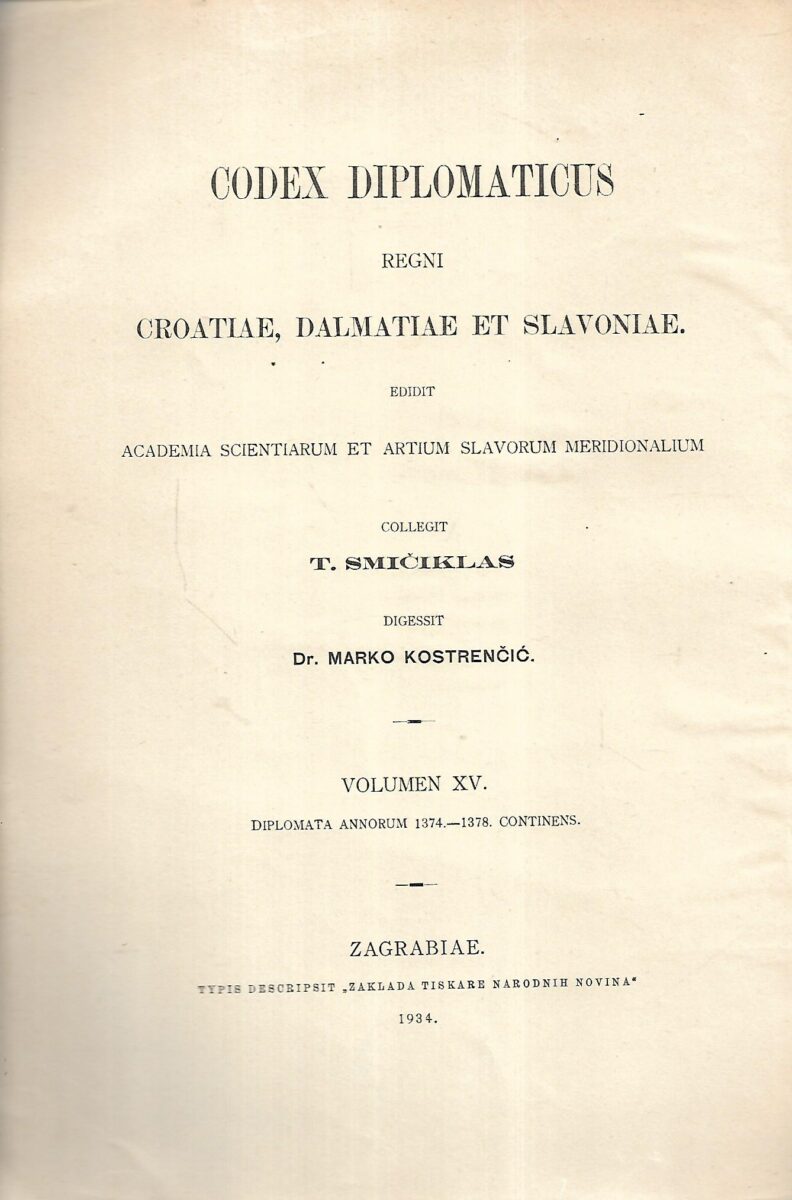 CODEX DIPLOMATICUS
REGNI
CROATIAE, DALMATIAE ET SLAVONIAE.
EDIDIT
ACADEMIA SCIENTIARUM ET ARTIUM SLAVORUM MERIDIONALIUM
COLLEGIT
T. SMIČIKLAS
DIGESSIT
Dr. MARKO KOSTRENČIĆ.
VOLUMEN XV.
DIPLOMATA ANNORUM 1374.—1378. CONTINENS.
ZAGRABIAE.
TYPIS DESCRIPSIT „ZAKLADA TISKARE NARODNIH NOVINA“
1934.